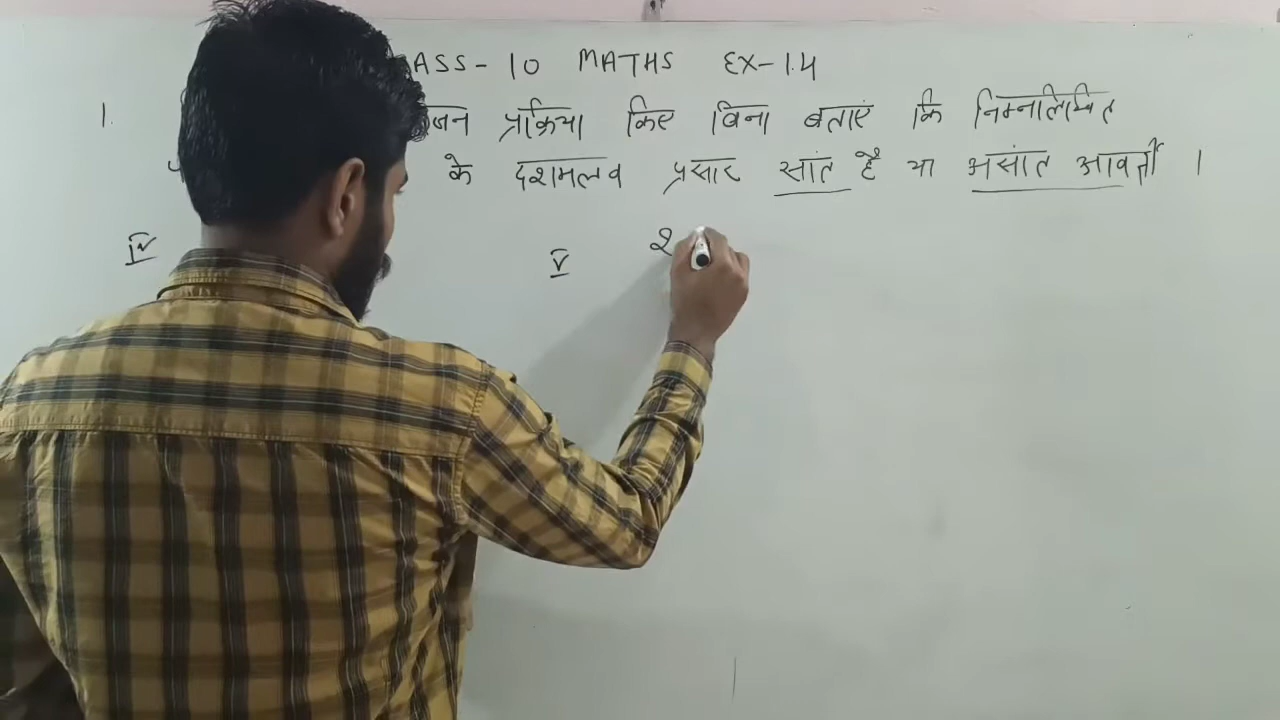 ASS - 10 MATHS EX-1.4
1. जन प्रक्रिया किए बिना बताएं कि निम्नलिखित
के दशमलव प्रसार सांत है या असांत आवर्ती ।
IV V 2